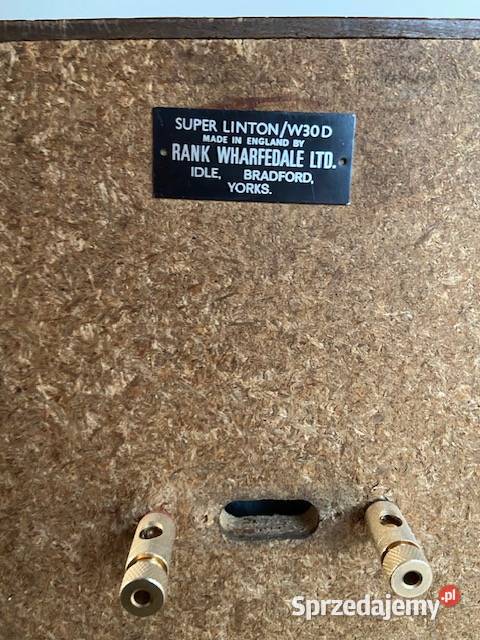 SUPER LINTON/W30D
MADE IN ENGLAND BY
RANK WHARFEDALE LTD.
IDLE, BRADFORD,
YORKS.
Sprzedajemy.pl